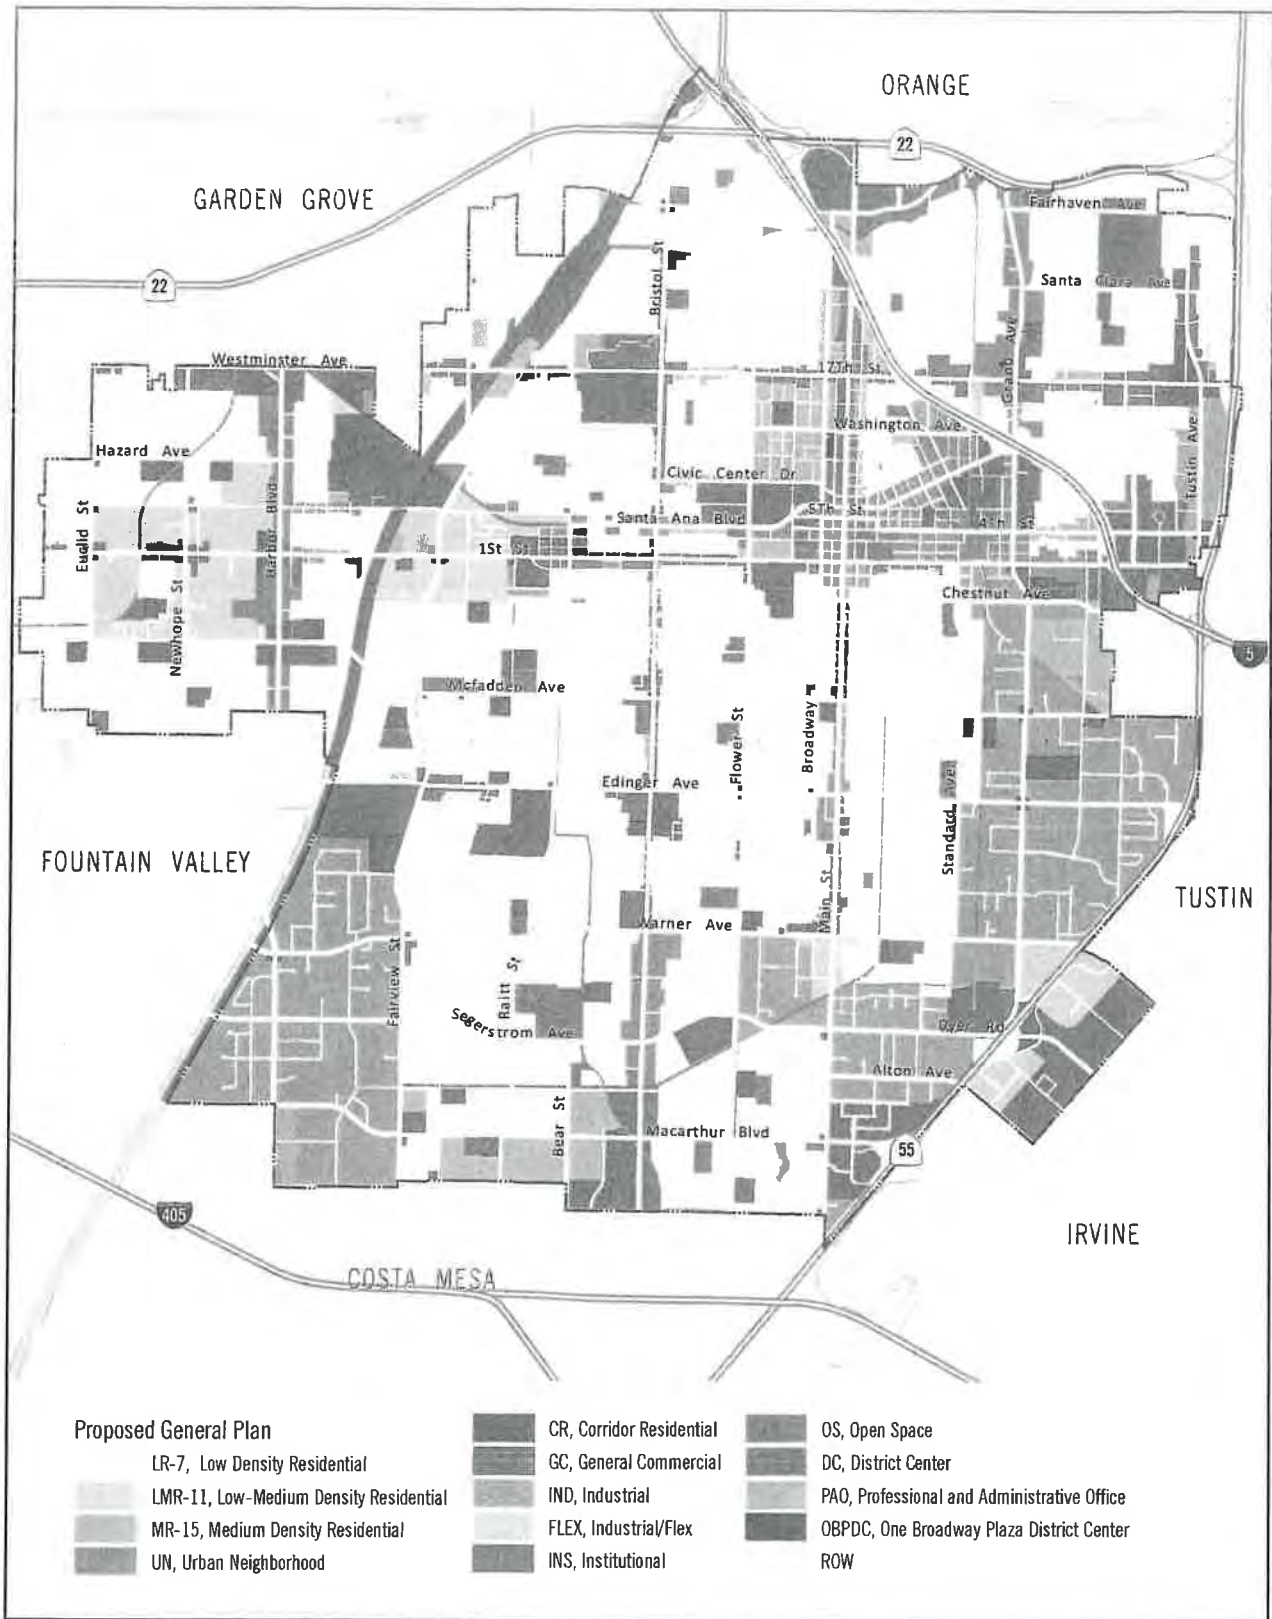 ORANGE
22
GARDEN GROVE
Fairhaven Ave
22
Bristol St
Santa Clara Ave
Westminster Ave
17Th St
Grand Ave
Washington Ave
Hazard Ave
Tustin Ave
Civic Center Dr
Euclid St
Harbor Blvd
Santa Ana Blvd
5Th St
4th St
1St St
Newhope St
Chestnut Ave
5
Mcfadden Ave
Flower St
Broadway
Edinger Ave
Standard Ave
FOUNTAIN VALLEY
TUSTIN
Main St
Warner Ave
Fairview St
Raitt St
Segerstrom Ave
Dyer Rd
Alton Ave
Bear St
Macarthur Blvd
55
405
IRVINE
COSTA MESA
Proposed General Plan
LR-7, Low Density Residential
LMR-11, Low-Medium Density Residential
MR-15, Medium Density Residential
UN, Urban Neighborhood
CR, Corridor Residential
GC, General Commercial
IND, Industrial
FLEX, Industrial/Flex
INS, Institutional
OS, Open Space
DC, District Center
PAO, Professional and Administrative Office
OBPDC, One Broadway Plaza District Center
ROW